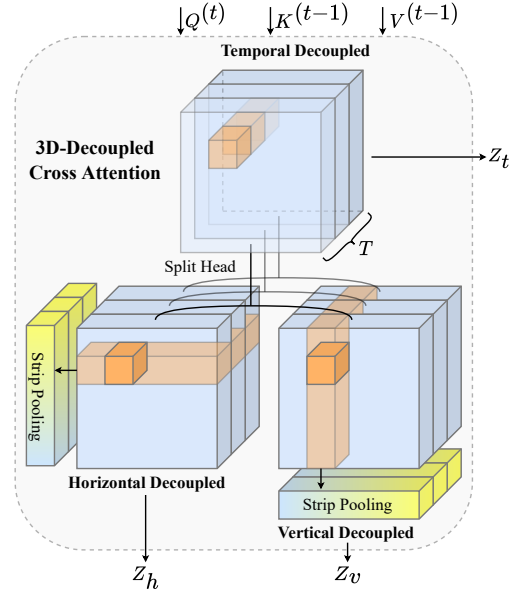 Q^(t) K^(t−1) V^(t−1)
Temporal Decoupled
3D-Decoupled
Cross Attention
z_t
T
Split Head
Strip Pooling
Horizontal Decoupled
Strip Pooling
Vertical Decoupled
z_h z_v